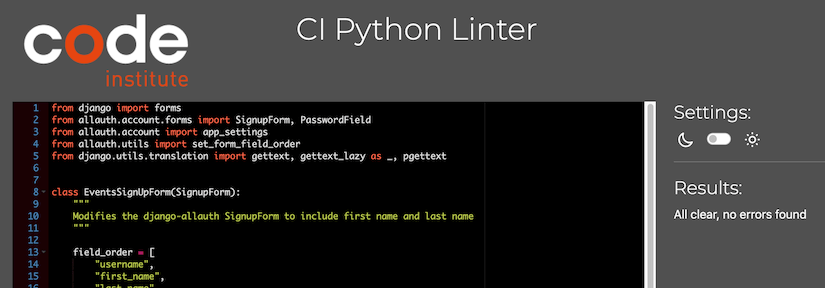 code
institute
CI Python Linter
1 from django import forms
2 from allauth.account.forms import SignupForm, PasswordField
3 from allauth.account import app_settings
4 from allauth.utils import set_form_field_order
5 from django.utils.translation import gettext, gettext_lazy as _, pgettext
6
7
8 class EventsSignUpForm(SignupForm):
9 """
10 Modifies the django-allauth SignupForm to include first name and last name
11 """
12
13 field_order = [
14 "username",
15 "first_name",
16 "last_name",
Settings:
Results:
All clear, no errors found